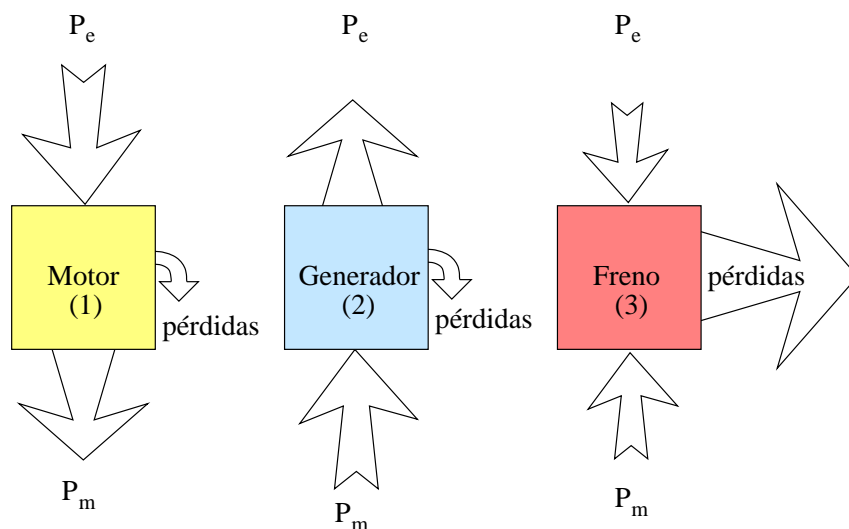 P_e
P_e
P_e
Motor
(1)
pérdidas
Generador
(2)
pérdidas
Freno
(3)
pérdidas
P_m
P_m
P_m